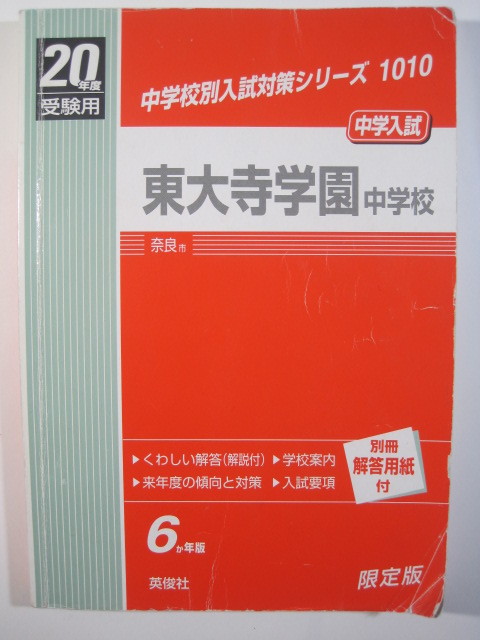 20年度
受験用
中学校別入試対策シリーズ 1010
中学入試
東大寺学園中学校
奈良市
▶くわしい解答(解説付) ▶学校案内
▶来年度の傾向と対策 ▶入試要項
別冊
解答用紙
付
6か年版
英俊社
限定版